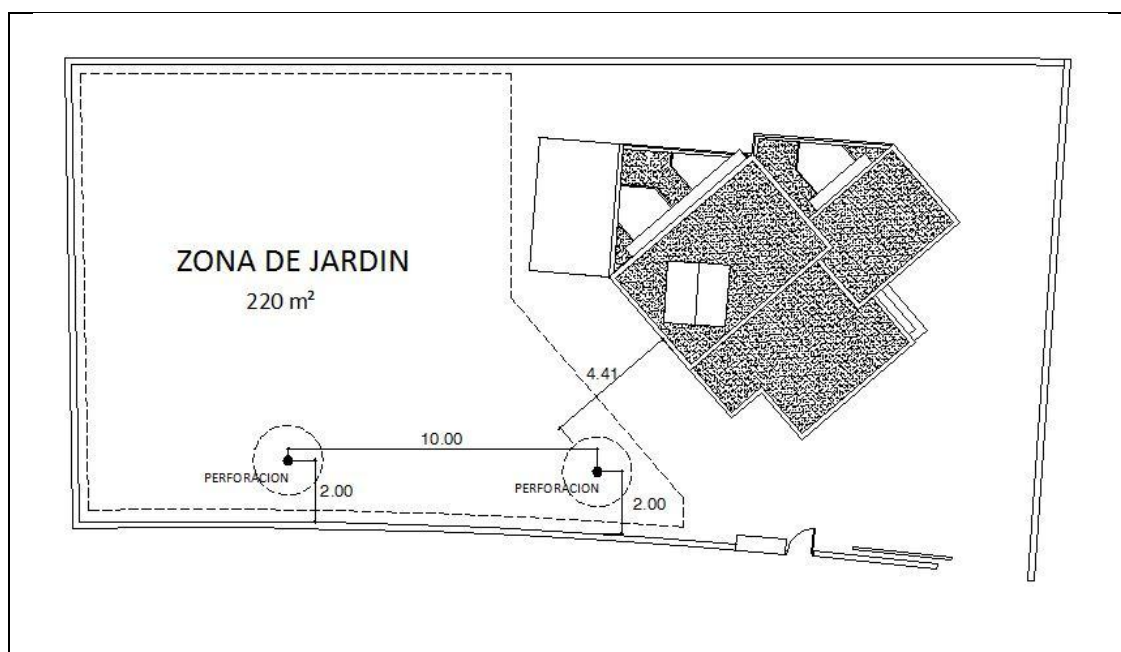 ZONA DE JARDIN
220 m²
4.41
10.00
PERFORACION
2.00
PERFORACION
2.00